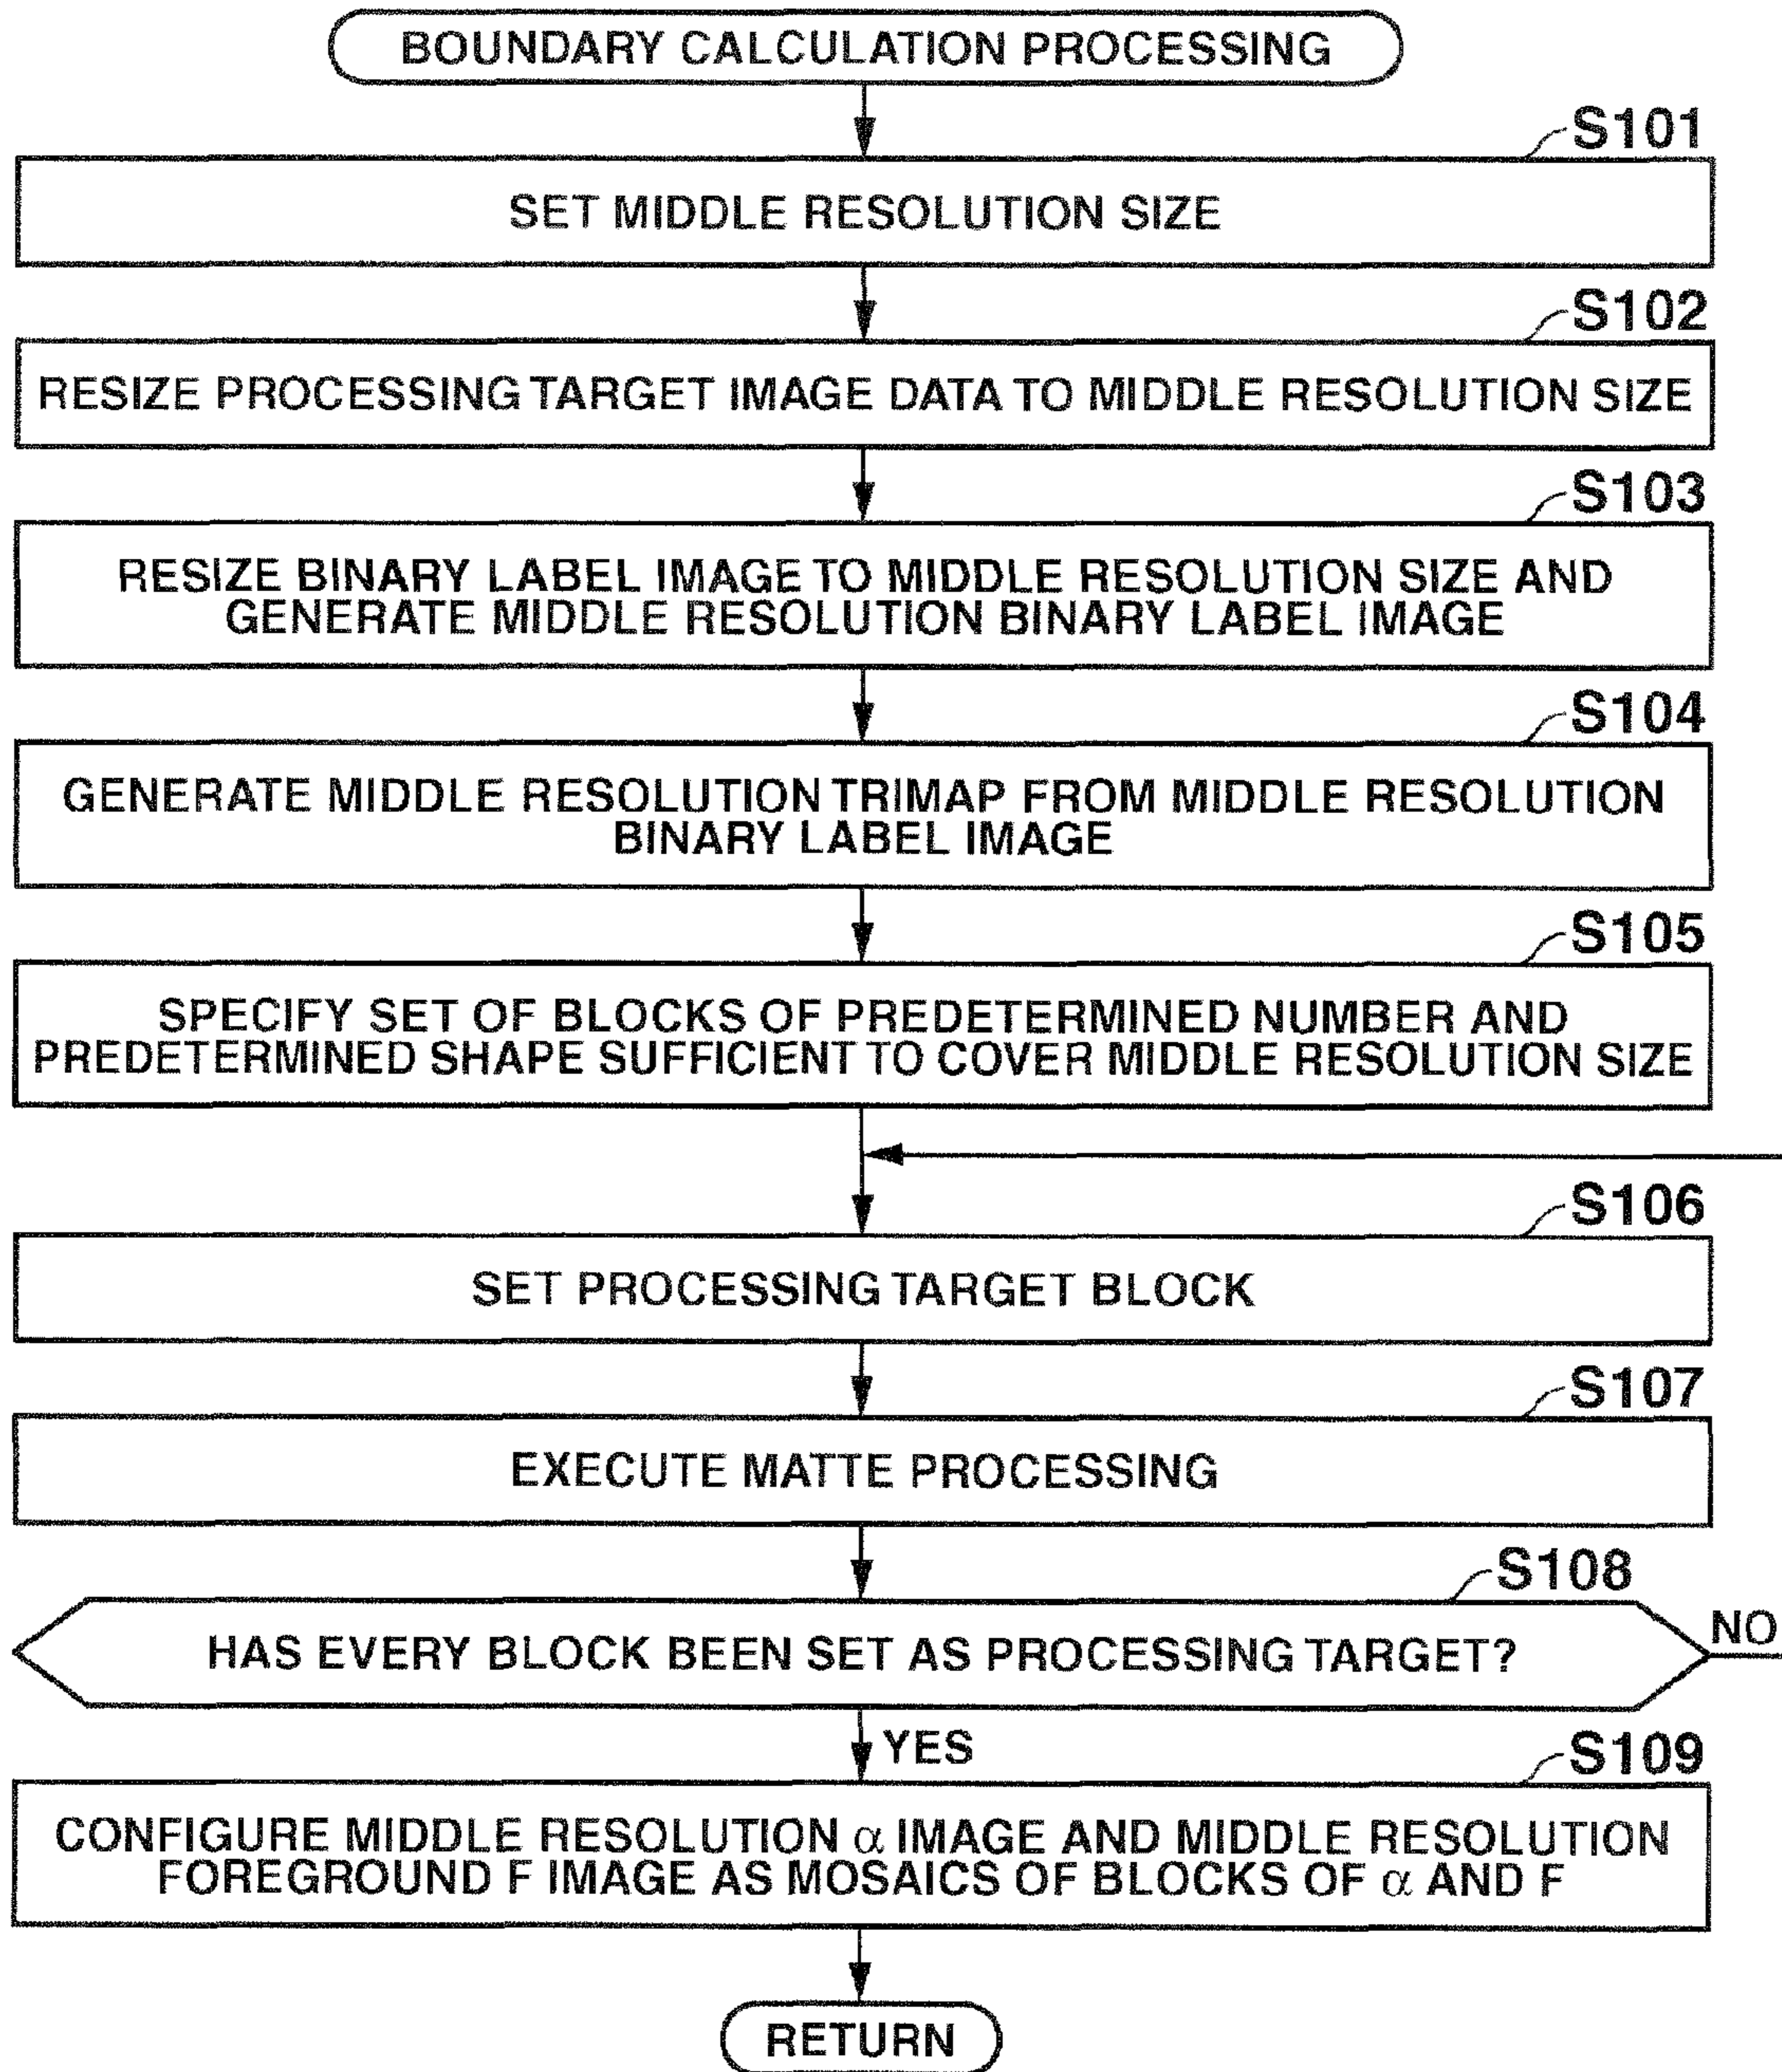 BOUNDARY CALCULATION PROCESSING
S101
SET MIDDLE RESOLUTION SIZE
S102
RESIZE PROCESSING TARGET IMAGE DATA TO MIDDLE RESOLUTION SIZE
S103
RESIZE BINARY LABEL IMAGE TO MIDDLE RESOLUTION SIZE AND
GENERATE MIDDLE RESOLUTION BINARY LABEL IMAGE
S104
GENERATE MIDDLE RESOLUTION TRIMAP FROM MIDDLE RESOLUTION
BINARY LABEL IMAGE
S105
SPECIFY SET OF BLOCKS OF PREDETERMINED NUMBER AND
PREDETERMINED SHAPE SUFFICIENT TO COVER MIDDLE RESOLUTION SIZE
S106
SET PROCESSING TARGET BLOCK
S107
EXECUTE MATTE PROCESSING
S108
HAS EVERY BLOCK BEEN SET AS PROCESSING TARGET?
NO
YES
S109
CONFIGURE MIDDLE RESOLUTION α IMAGE AND MIDDLE RESOLUTION
FOREGROUND F IMAGE AS MOSAICS OF BLOCKS OF α AND F
RETURN